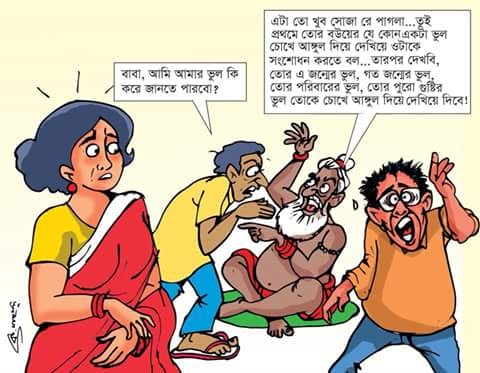 বাবা, আমি আমার ভুল কি
করে জানতে পারবো?
এটা তো খুব সোজা রে পাগলা...তুই
প্রথমে তোর বউয়ের যে কোনএকটা ভুল
চোখে আঙ্গুল দিয়ে দেখিয়ে ওটাকে
সংশোধন করতে বল...তারপর দেখবি,
তোর এ জন্মের ভুল, গত জন্মের ভুল,
তোর পরিবারের ভুল, তোর পুরো গুষ্টির
ভুল তোকে চোখে আঙ্গুল দিয়ে দেখিয়ে দিবে!